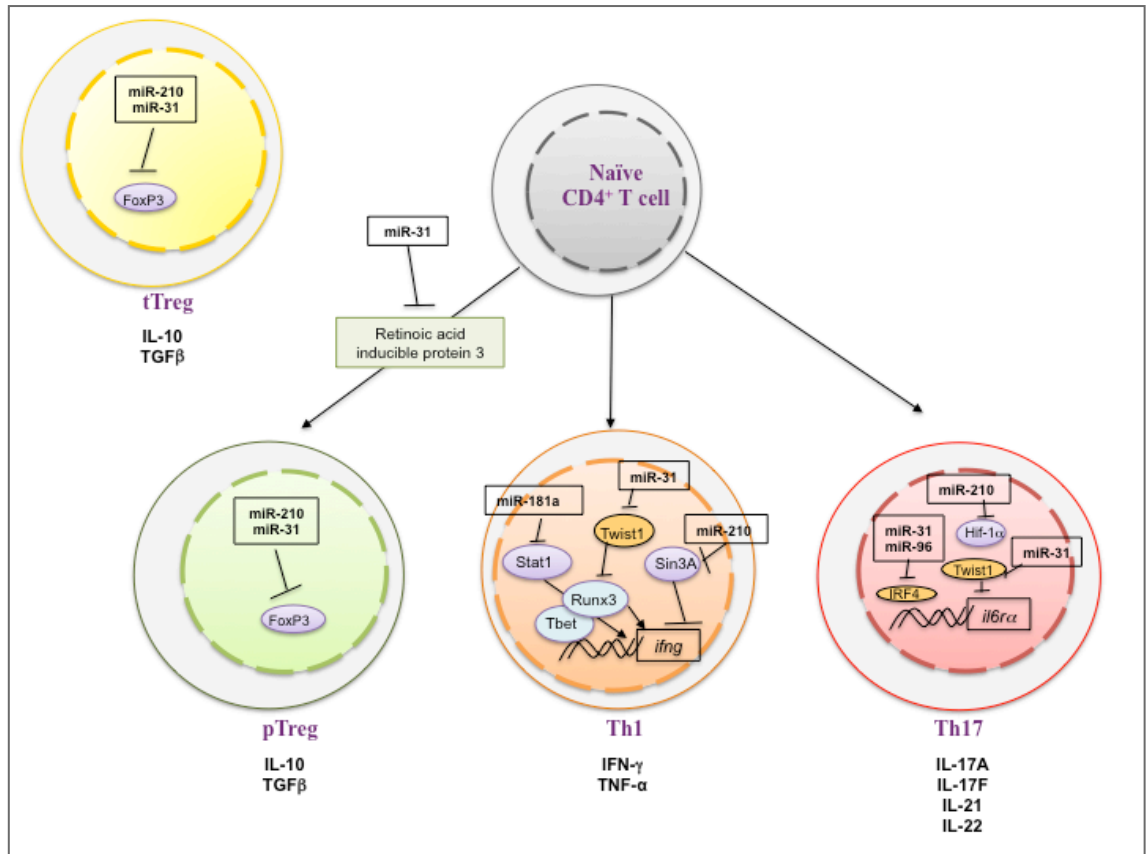 miR-210
miR-31
FoxP3
tTreg
IL-10
TGFβ
Naïve
CD4⁺ T cell
miR-31
Retinoic acid
inducible protein 3
miR-210
miR-31
FoxP3
pTreg
IL-10
TGFβ
miR-31
miR-181a
Twist1
miR-210
Stat1
Sin3A
Runx3
Tbet
ifng
Th1
IFN-γ
TNF-α
miR-210
miR-31
miR-96
Hif-1α
miR-31
Twist1
IRF4
il6rα
Th17
IL-17A
IL-17F
IL-21
IL-22